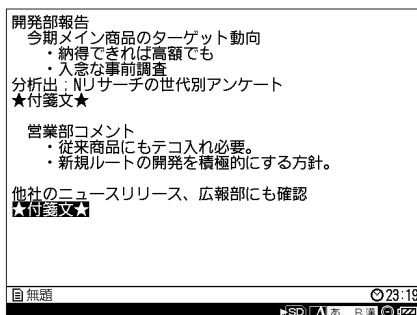 開発部報告
　今期メイン商品のターゲット動向
　　・納得できれば高額でも
　　・入念な事前調査
分析出；Nリサーチの世代別アンケート
★付箋文★

　営業部コメント
　　・従来商品にもテコ入れ必要。
　　・新規ルートの開発を積極的にする方針。

他社のニュースリリース、広報部にも確認
★付箋文★
無題 23:19
SD A あ R漢